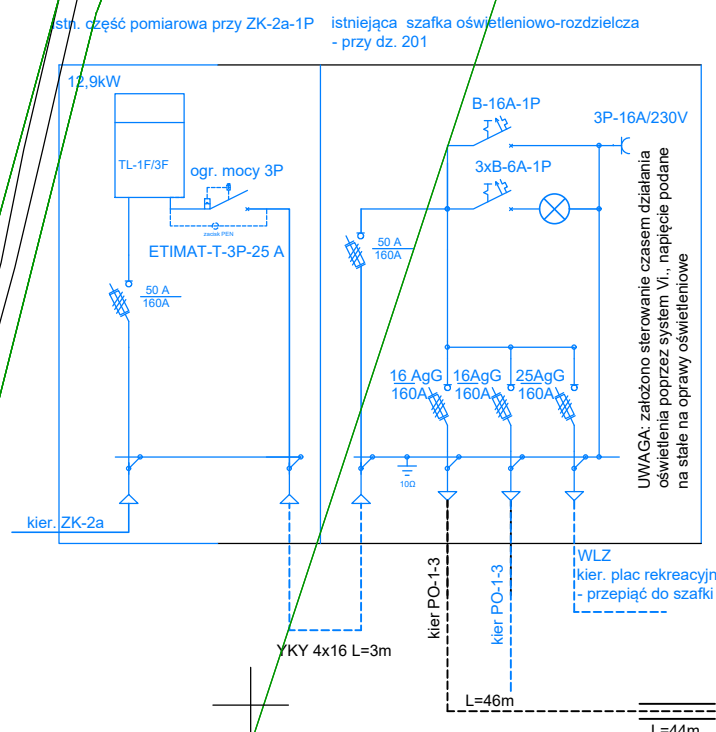 istn. część pomiarowa przy ZK-2a-1P
istniejąca szafka oświetleniowo-rozdzielcza
- przy dz. 201
12,9kW
TL-1F/3F
ogr. mocy 3P
zacisk PEN
ETIMAT-T-3P-25 A
50 A
160A
50 A
160A
B-16A-1P
3P-16A/230V
3xB-6A-1P
16 AgG
160A
16AgG
160A
25AgG
160A
10Ω
UWAGA: założono sterowanie czasem działania
oświetlenia poprzez system Vi., napięcie podane
na stałe na oprawy oświetleniowe
kier. ZK-2a
YKY 4x16 L=3m
kier PO-1-3
kier PO-1-3
WLZ
kier. plac rekreacyjn
- przepiąć do szafki
L=46m
L=44m